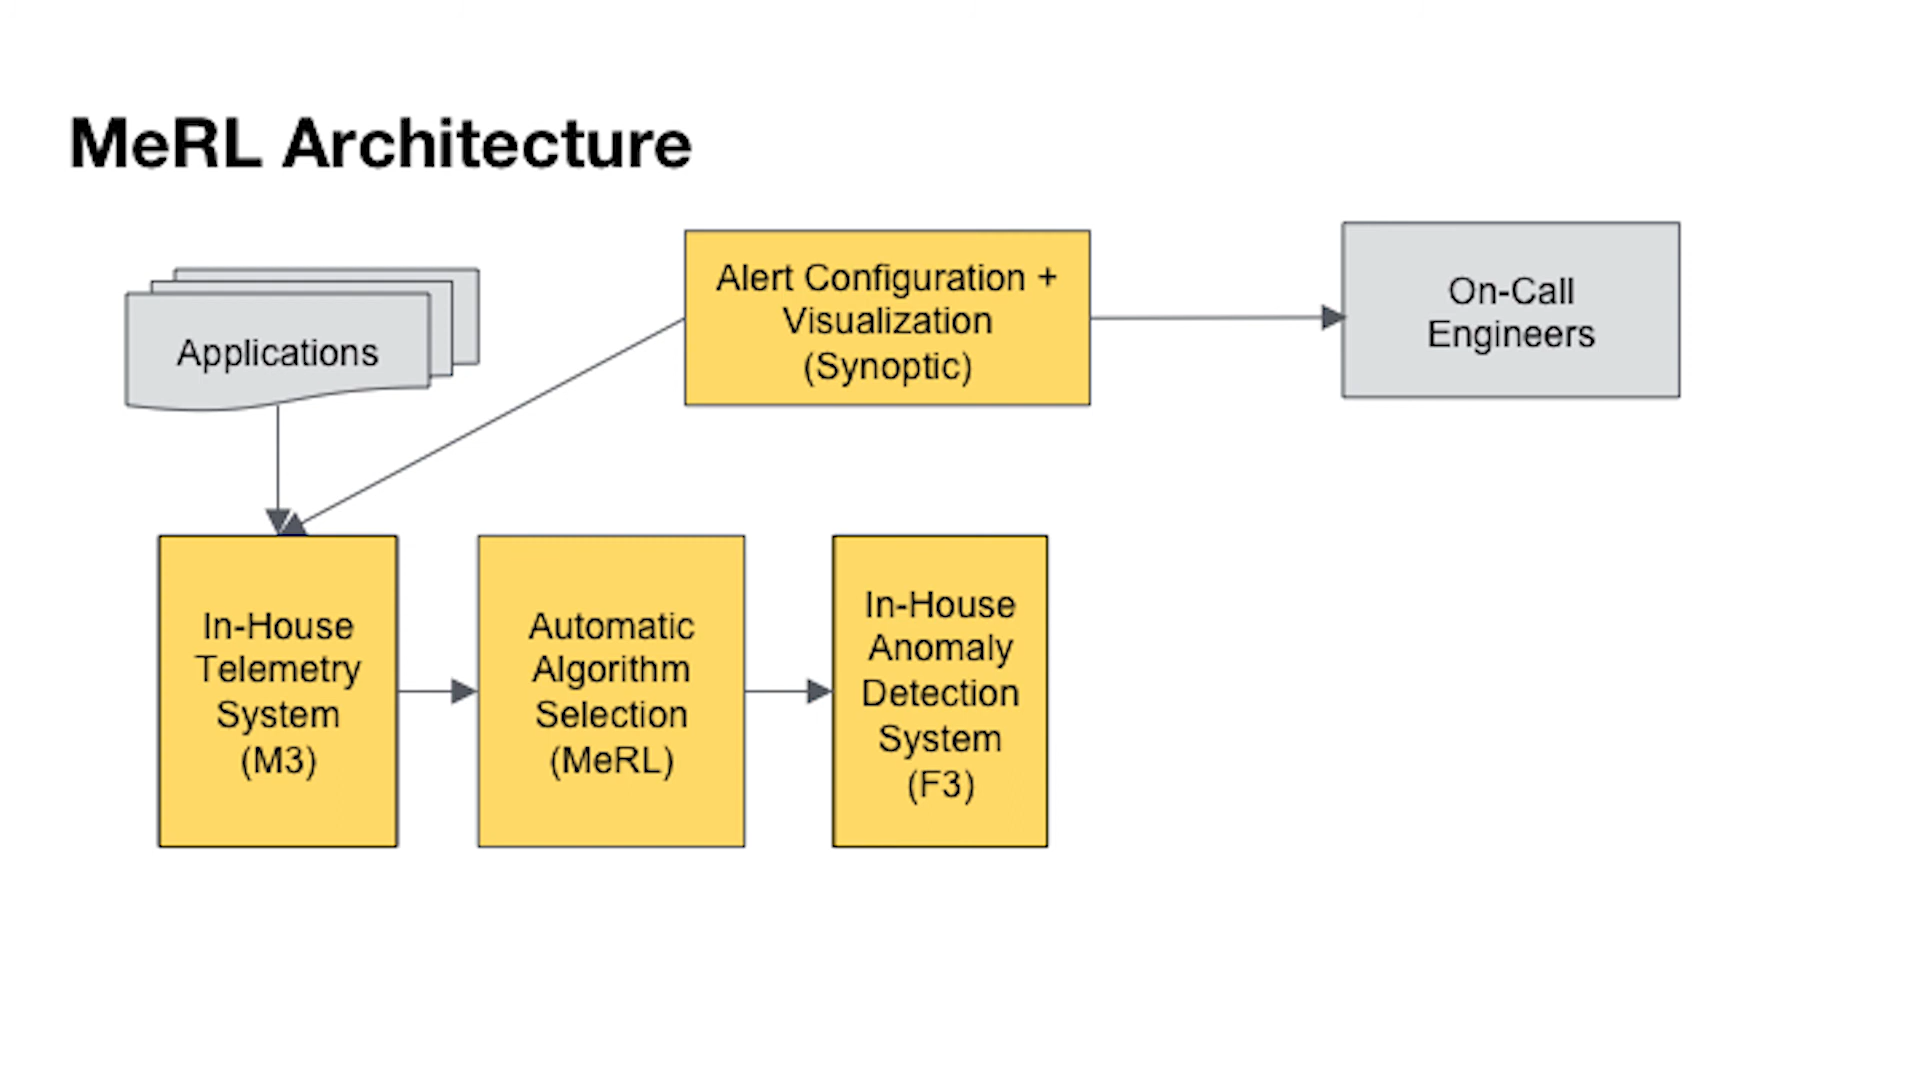 MeRL Architecture
Applications
Alert Configuration +
Visualization
(Synoptic)
On-Call
Engineers
In-House
Telemetry
System
(M3)
Automatic
Algorithm
Selection
(MeRL)
In-House
Anomaly
Detection
System
(F3)